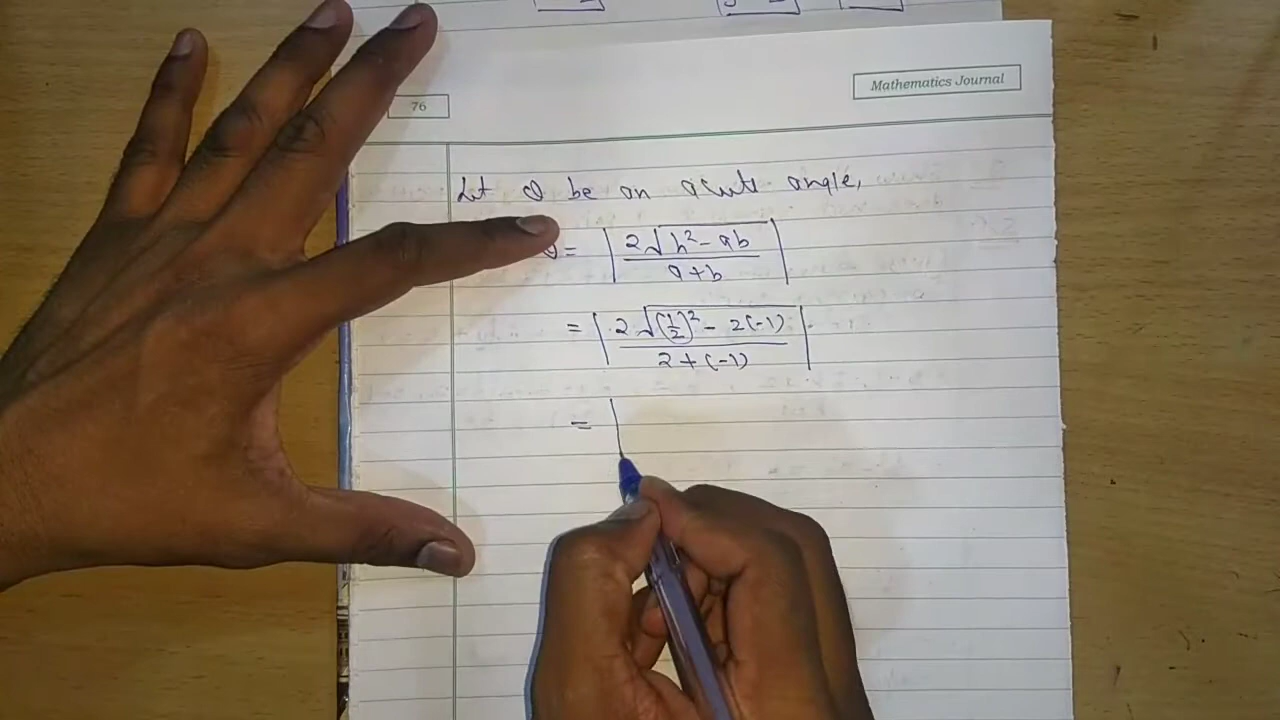 Mathematics Journal
76
Let θ be an acute angle,
θ = | 2√h² - ab / a+b |
= | 2√(1/2)² - 2(-1) / 2+(-1) |
= |